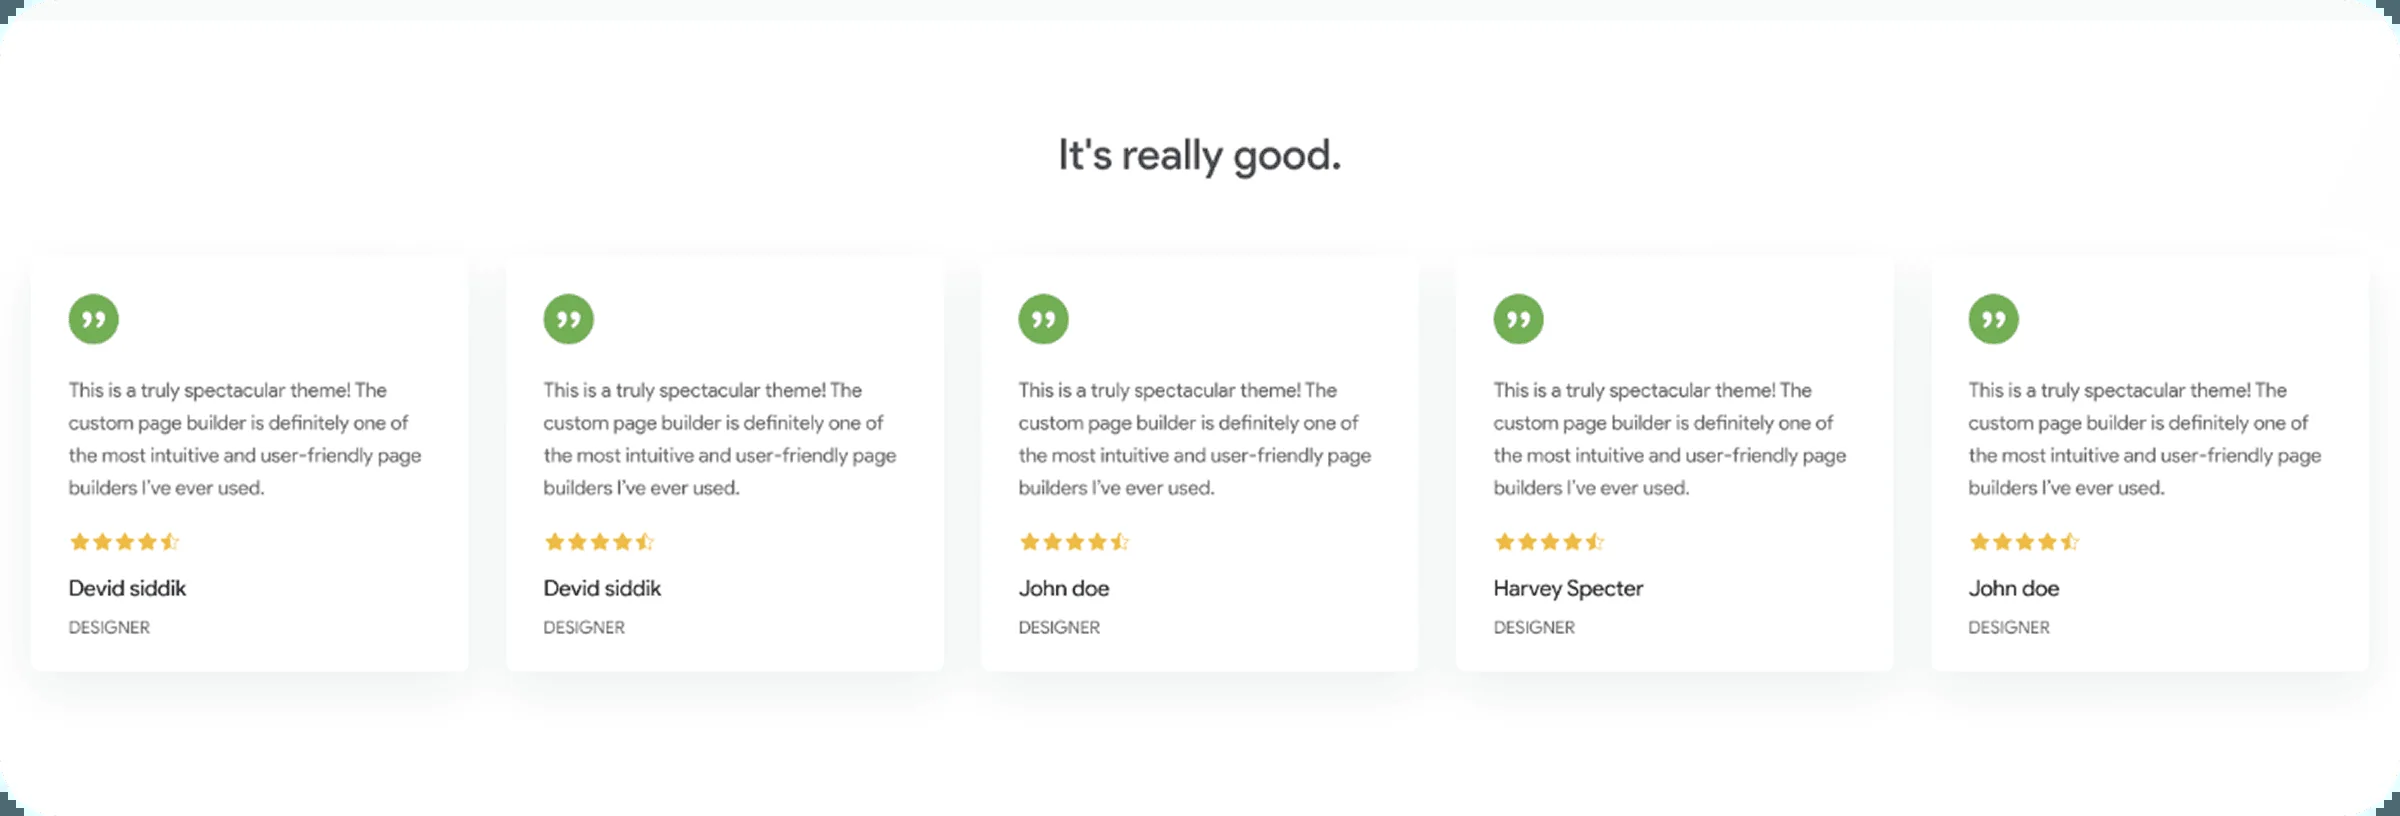 It's really good.
This is a truly spectacular theme! The
custom page builder is definitely one of
the most intuitive and user-friendly page
builders I've ever used.
Devid siddik
DESIGNER
This is a truly spectacular theme! The
custom page builder is definitely one of
the most intuitive and user-friendly page
builders I've ever used.
Devid siddik
DESIGNER
This is a truly spectacular theme! The
custom page builder is definitely one of
the most intuitive and user-friendly page
builders I've ever used.
John doe
DESIGNER
This is a truly spectacular theme! The
custom page builder is definitely one of
the most intuitive and user-friendly page
builders I've ever used.
Harvey Specter
DESIGNER
This is a truly spectacular theme! The
custom page builder is definitely one of
the most intuitive and user-friendly page
builders I've ever used.
John doe
DESIGNER